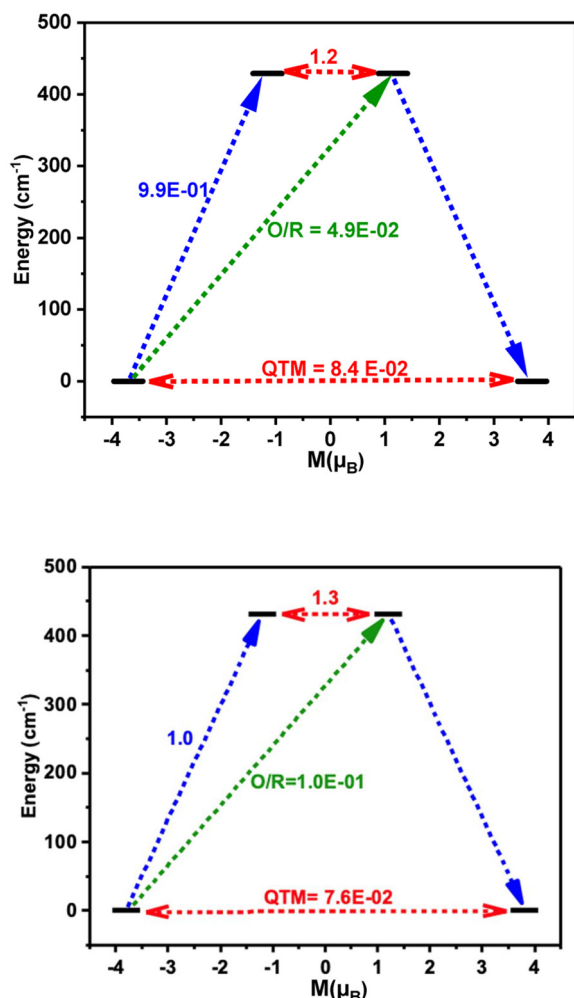 500
1.2
400
9.9E-01
300
O/R = 4.9E-02
200
100
QTM = 8.4 E-02
0
Energy (cm-1)
-4 -3 -2 -1 0 1 2 3 4
M(μB)
500
1.3
400
300
1.0
200
O/R=1.0E-01
100
QTM= 7.6E-02
0
Energy (cm-1)
-4 -3 -2 -1 0 1 2 3 4
M(μB)